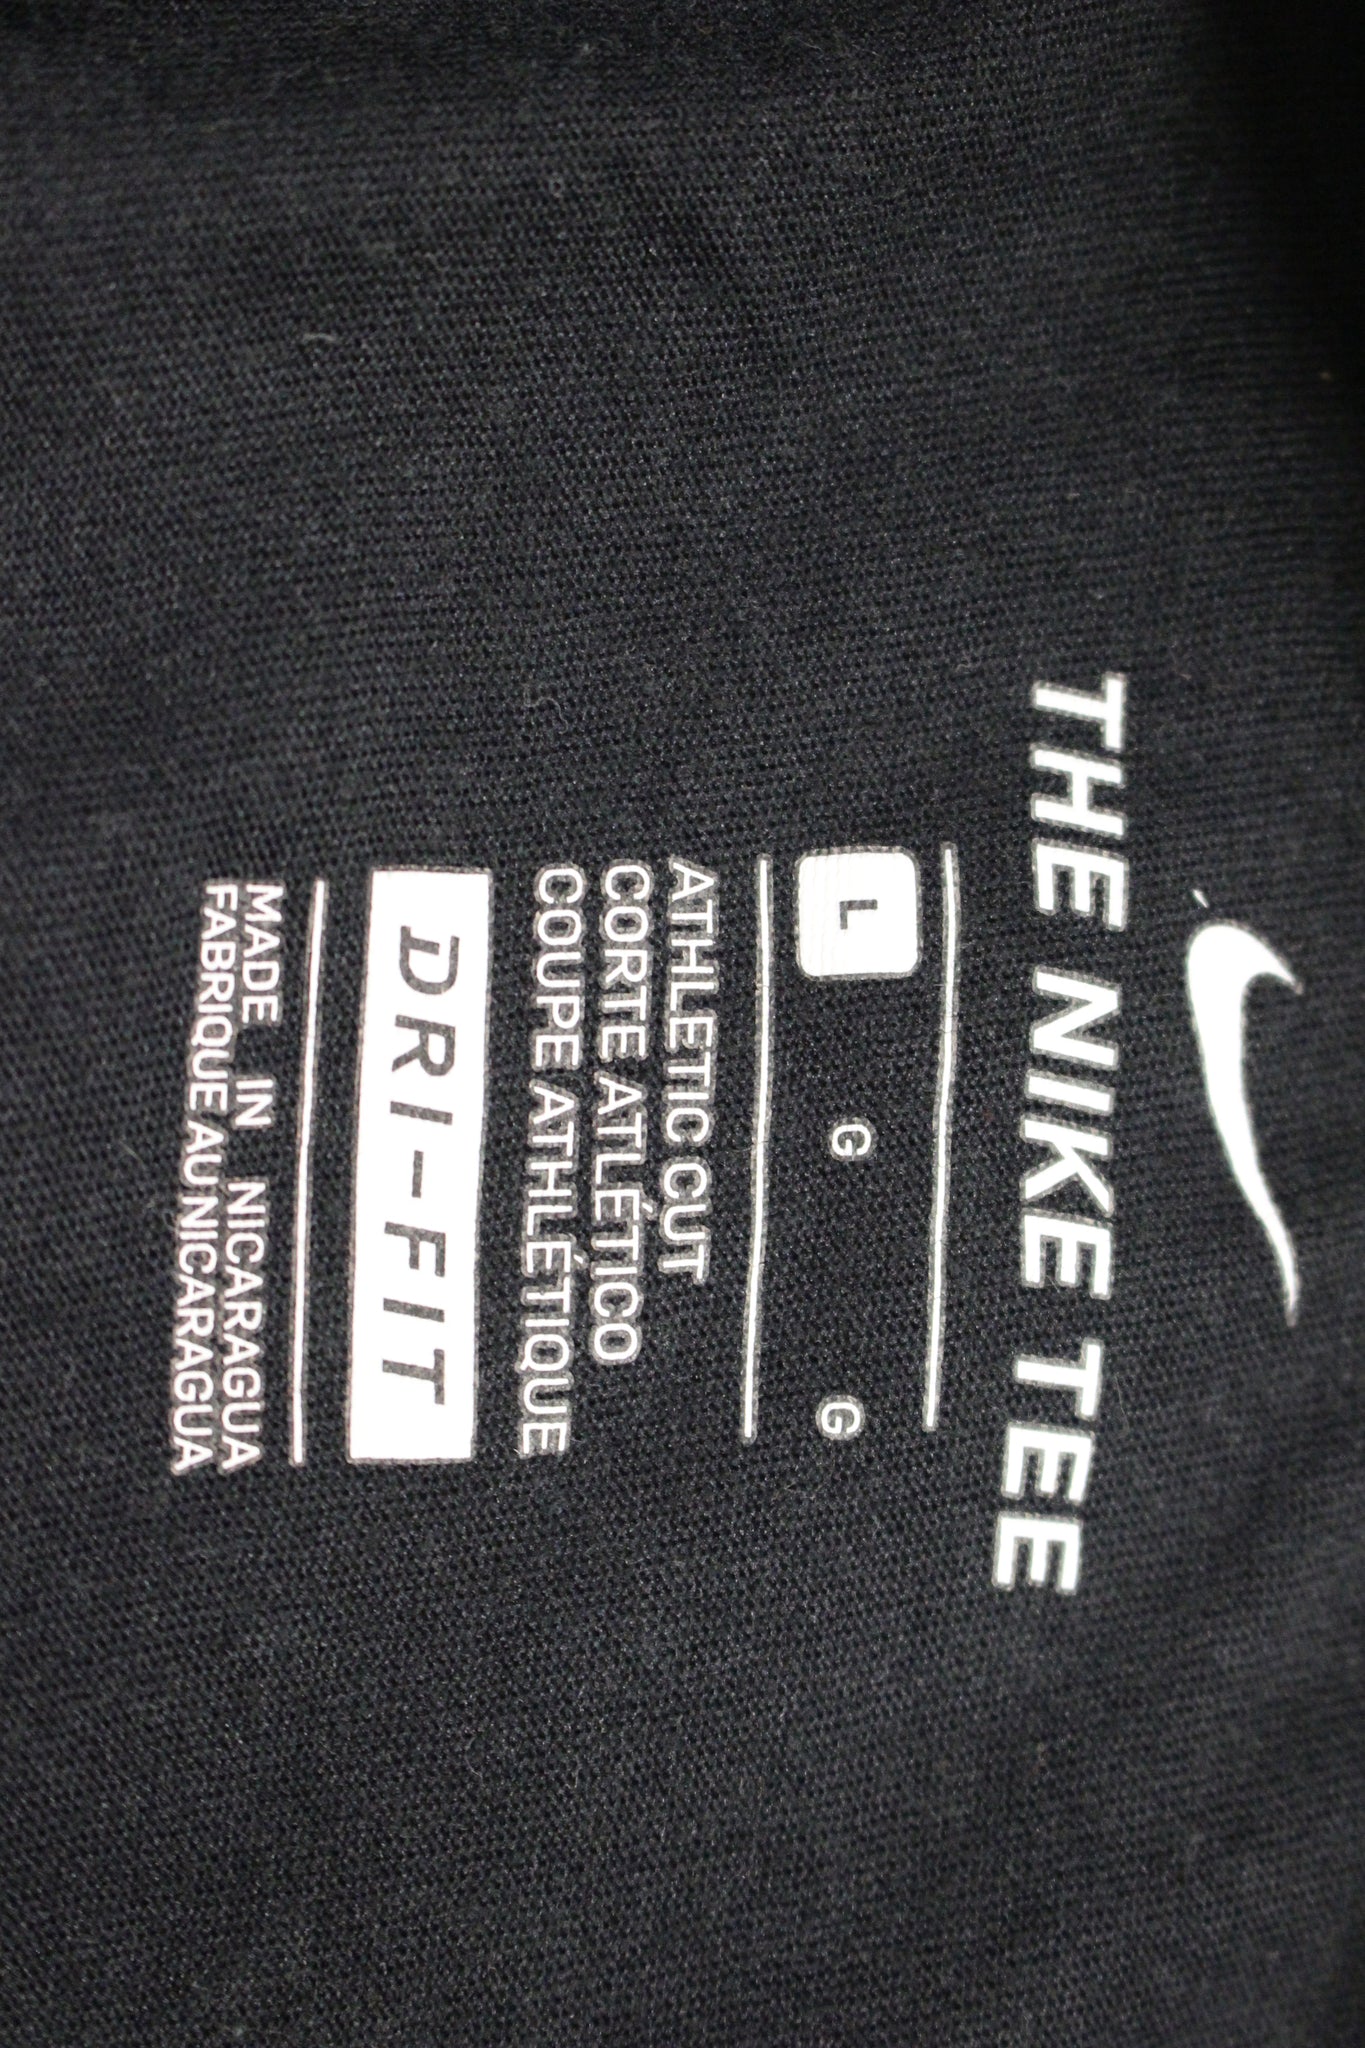 THE NIKE TEE
L G G
ATHLETIC CUT
CORTE ATLÉTICO
COUPE ATHLÉTIQUE
DRI-FIT
MADE IN NICARAGUA
FABRIQUE AU NICARAGUA